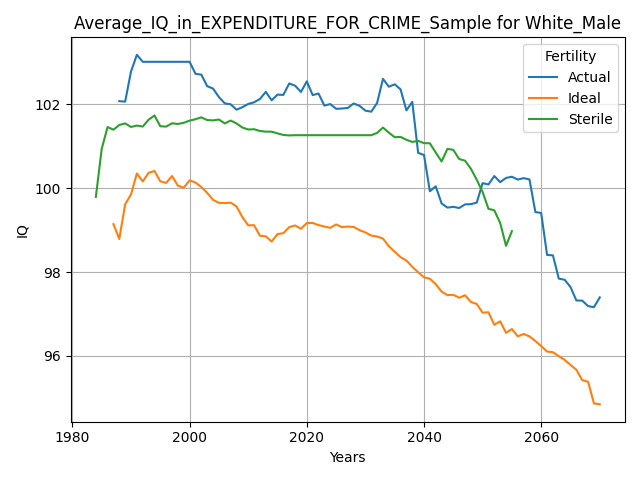 Average_IQ_in_EXPENDITURE_FOR_CRIME_Sample for White_Male
Fertility
Actual
Ideal
Sterile
IQ
102
100
98
96
1980
2000
2020
2040
2060
Years